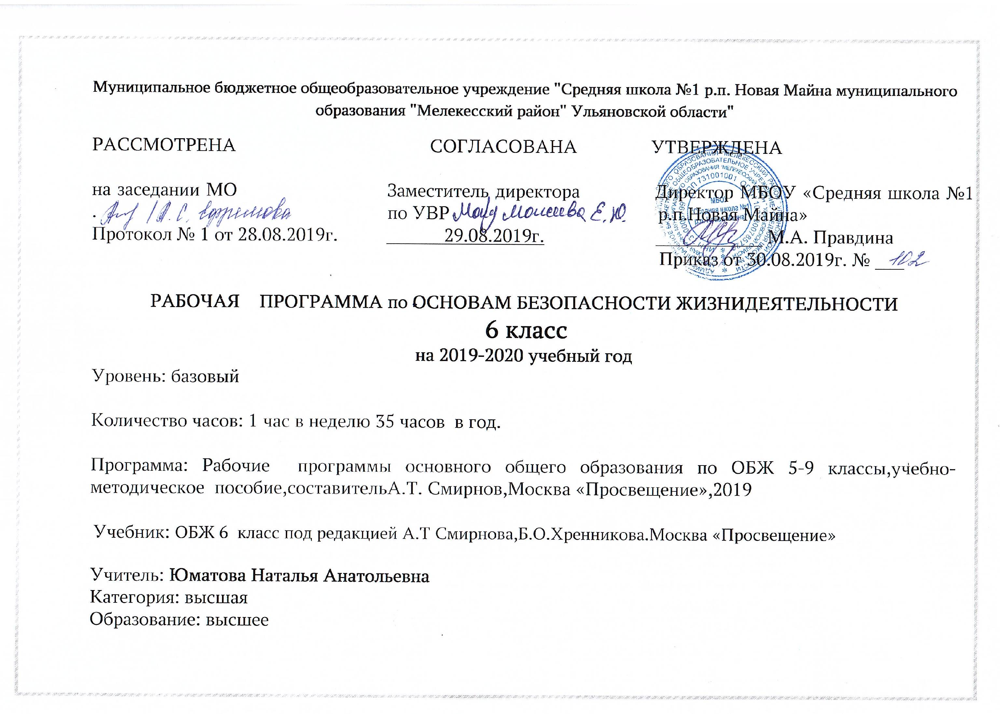 Муниципальное бюджетное общеобразовательное учреждение "Средняя школа №1 р.п. Новая Майна муниципального
образования "Мелекесский район" Ульяновской области"
РАССМОТРЕНА
на заседании МО
. А.С. Ефремова
Протокол № 1 от 28.08.2019г.
СОГЛАСОВАНА
Заместитель директора
по УВР Моисеева Е.Ю.
29.08.2019г.
УТВЕРЖДЕНА
Директор МБОУ «Средняя школа №1
р.п.Новая Майна»
М.А. Правдина
Приказ от 30.08.2019г. № 102
МБОУ
"Средняя школа №1
РАБОЧАЯ ПРОГРАММА по ОСНОВАМ БЕЗОПАСНОСТИ ЖИЗНИДЕЯТЕЛЬНОСТИ
6 класс
на 2019-2020 учебный год
Уровень: базовый
Количество часов: 1 час в неделю 35 часов в год.
Программа: Рабочие программы основного общего образования по ОБЖ 5-9 классы,учебно-
методическое пособие,составительА.Т. Смирнов,Москва «Просвещение»,2019
Учебник: ОБЖ 6 класс под редакцией А.Т Смирнова,Б.О.Хренникова.Москва «Просвещение»
Учитель: Юматова Наталья Анатольевна
Категория: высшая
Образование: высшее